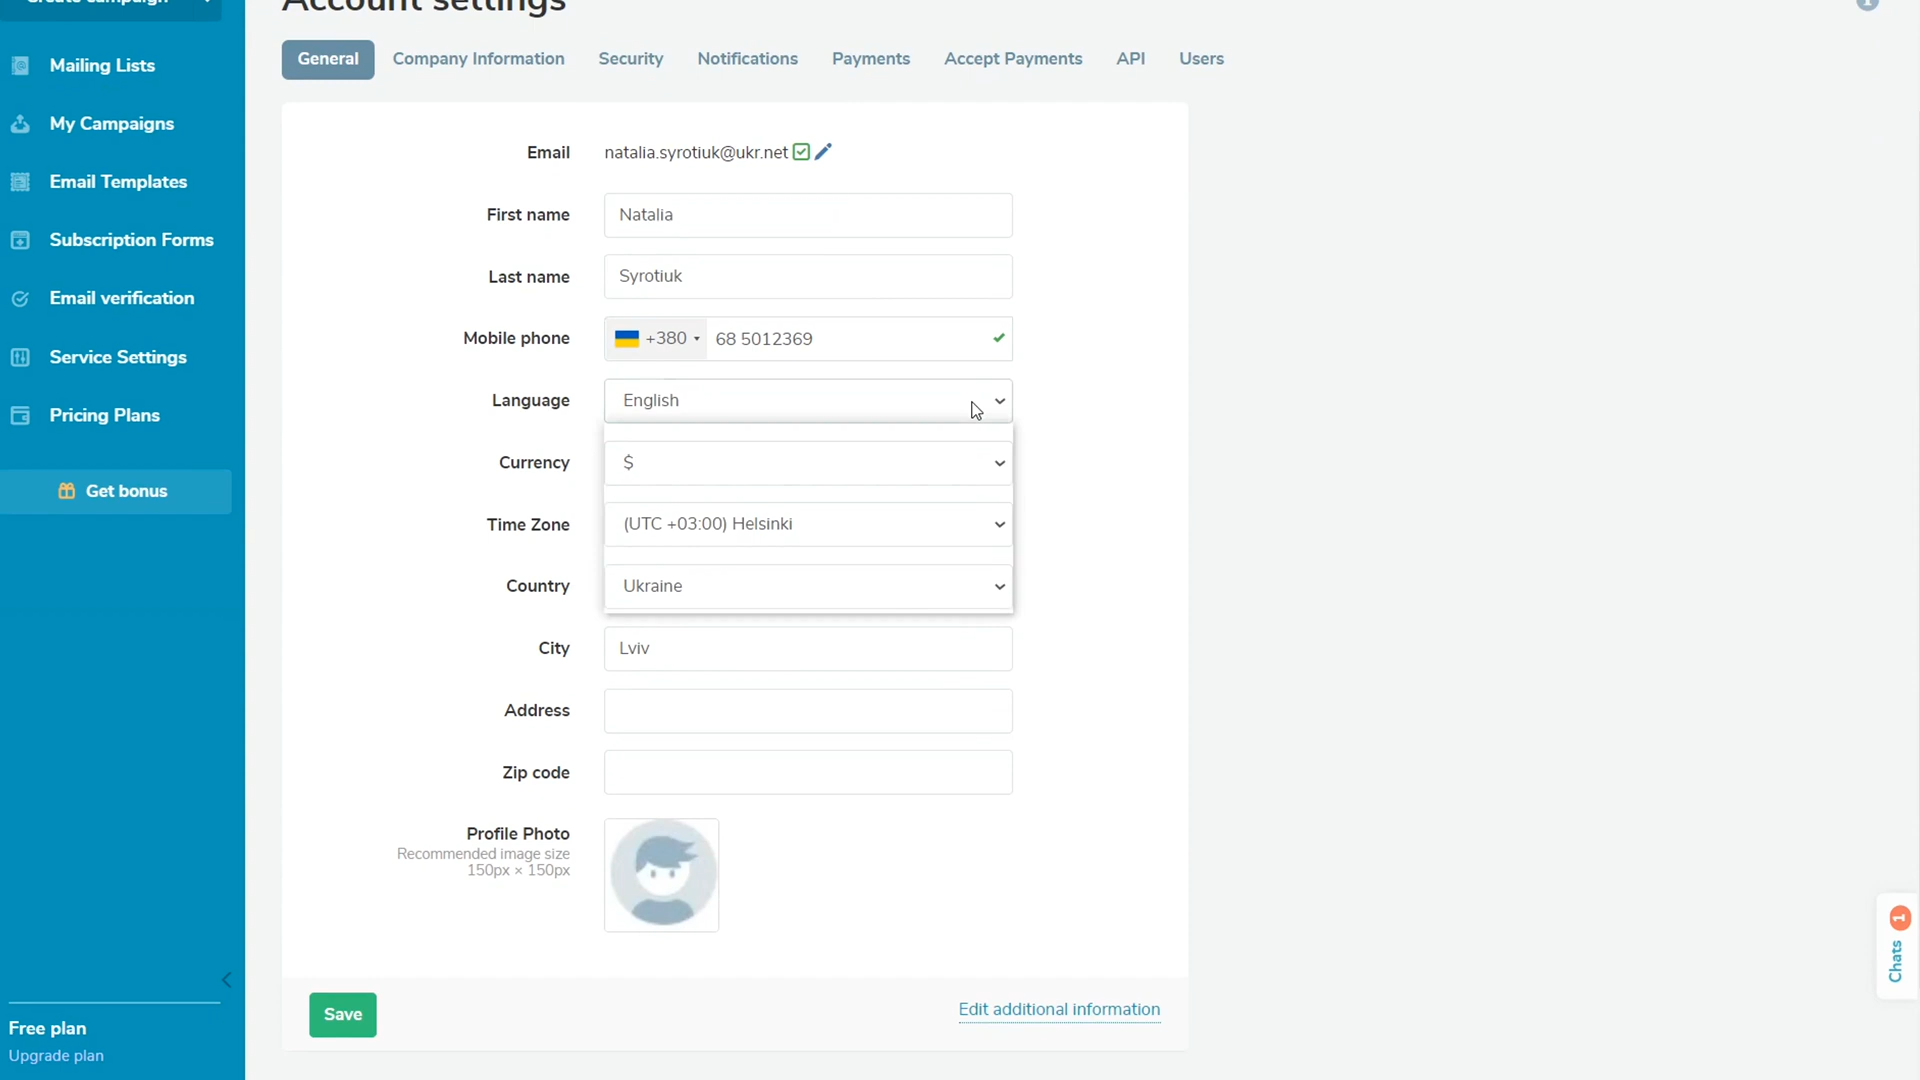 Create campaign
Account settings
Mailing Lists
My Campaigns
Email Templates
Subscription Forms
Email verification
Service Settings
Pricing Plans
Get bonus
Free plan
Upgrade plan
General Company Information Security Notifications Payments Accept Payments API Users
Email natalia.syrotiuk@ukr.net
First name Natalia
Last name Syrotiuk
Mobile phone +380 68 5012369
Language English
Currency $
Time Zone (UTC +03:00) Helsinki
Country Ukraine
City Lviv
Address
Zip code
Profile Photo
Recommended image size
150px × 150px
Save Edit additional information
Chats 1